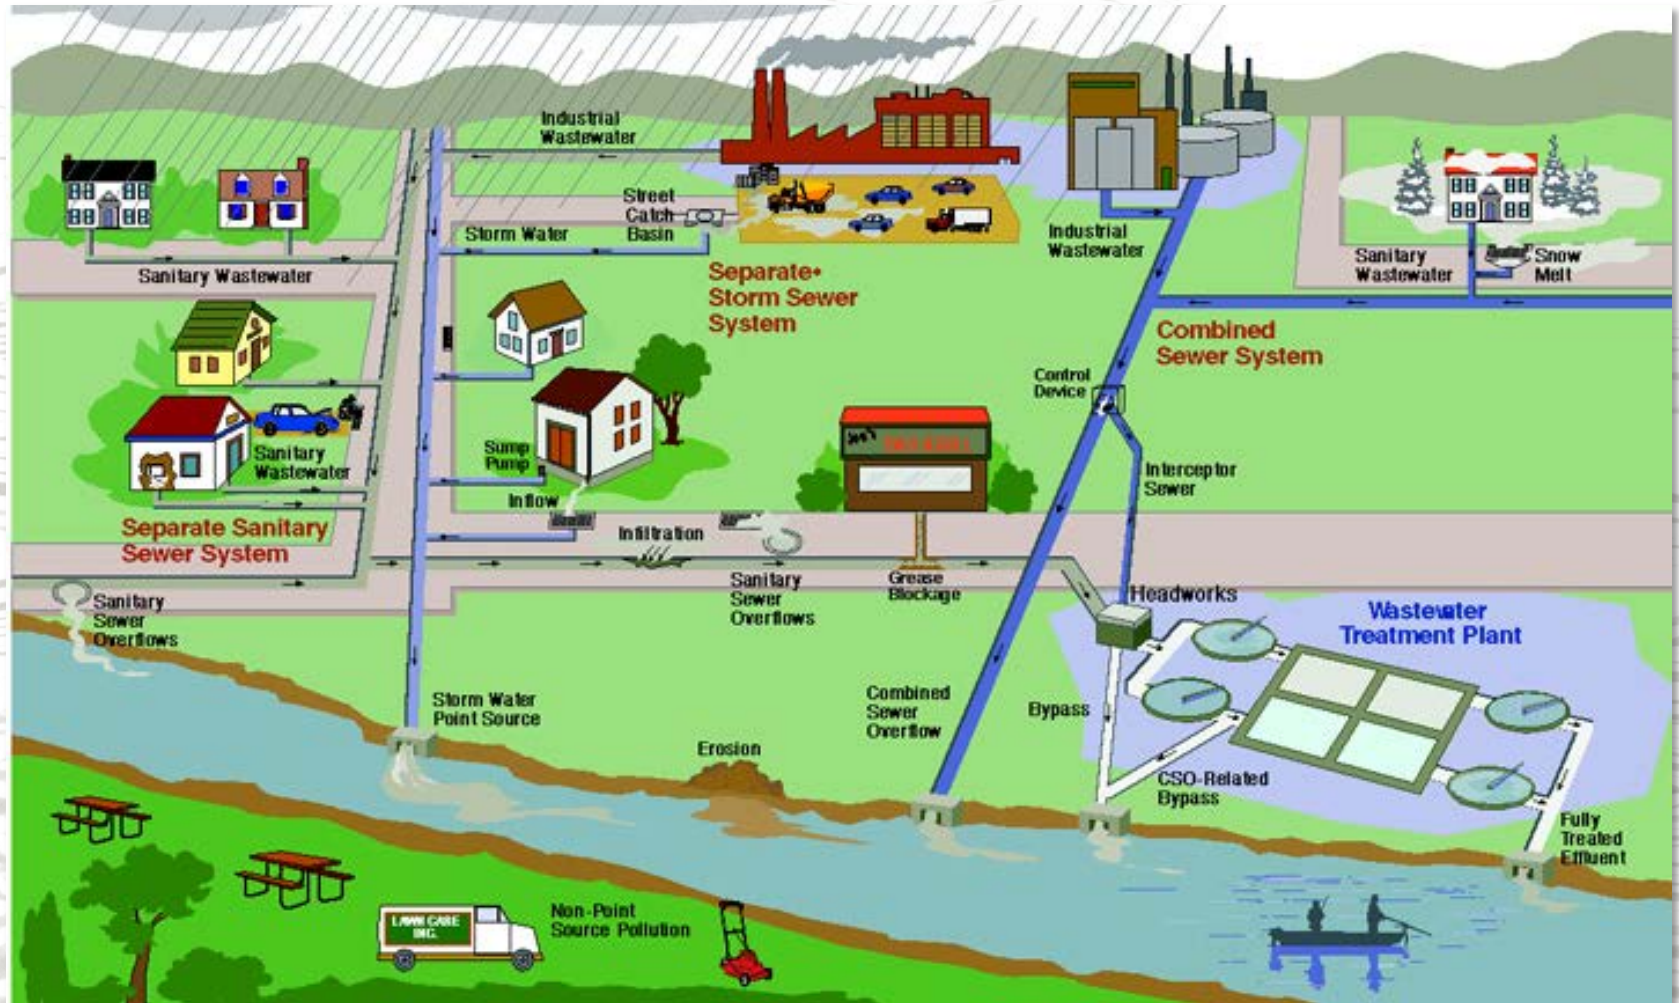 Industrial
Wastewater
Street
Catch
Basin
Storm Water
Sanitary Wastewater
Separate•
Storm Sewer
System
Industrial
Wastewater
Sanitary
Wastewater
Snow
Melt
Combined
Sewer System
Control
Device
Sump
Pump
Inflow
Sanitary
Wastewater
Separate Sanitary
Sewer System
Interceptor
Sewer
Infiltration
Sanitary
Sewer
Overflows
Grease
Blockage
Sanitary
Sewer
Overflows
Headworks
Wastewater
Treatment Plant
Storm Water
Point Source
Combined
Sewer
Overflow
Bypass
Erosion
CSO-Related
Bypass
Fully
Treated
Effluent
LAWN CARE
INC.
Non-Point
Source Pollution